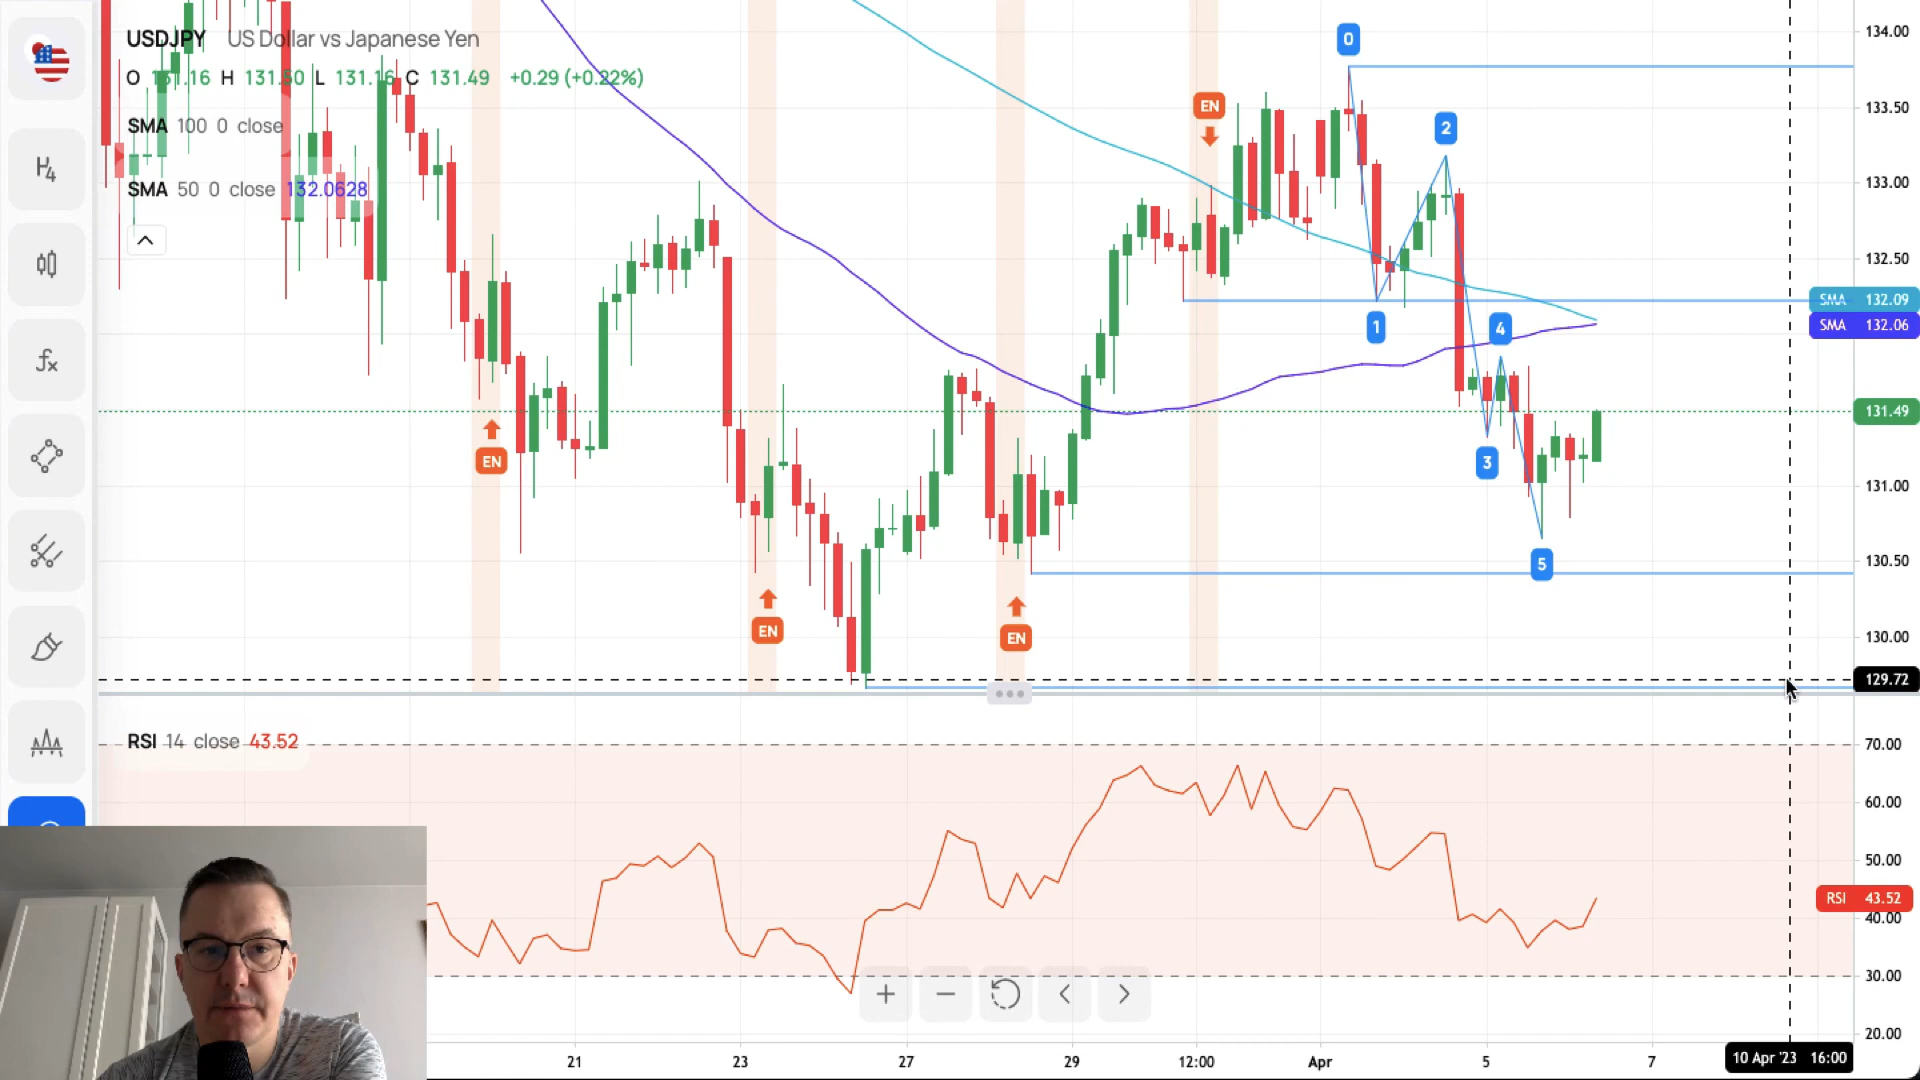 USDJPY US Dollar vs Japanese Yen
O 131.16 H 131.50 L 131.16 C 131.49 +0.29 (+0.22%)
SMA 100 0 close
SMA 50 0 close 132.0628
H4
fx
EN
EN
EN
EN
0
1
2
3
4
5
134.00
133.50
133.00
132.50
SMA 132.09
SMA 132.06
131.49
131.00
130.50
130.00
129.72
RSI 14 close 43.52
70.00
60.00
50.00
RSI 43.52
40.00
30.00
20.00
21 23 27 29 12:00 Apr 5 7 10 Apr '23 16:00